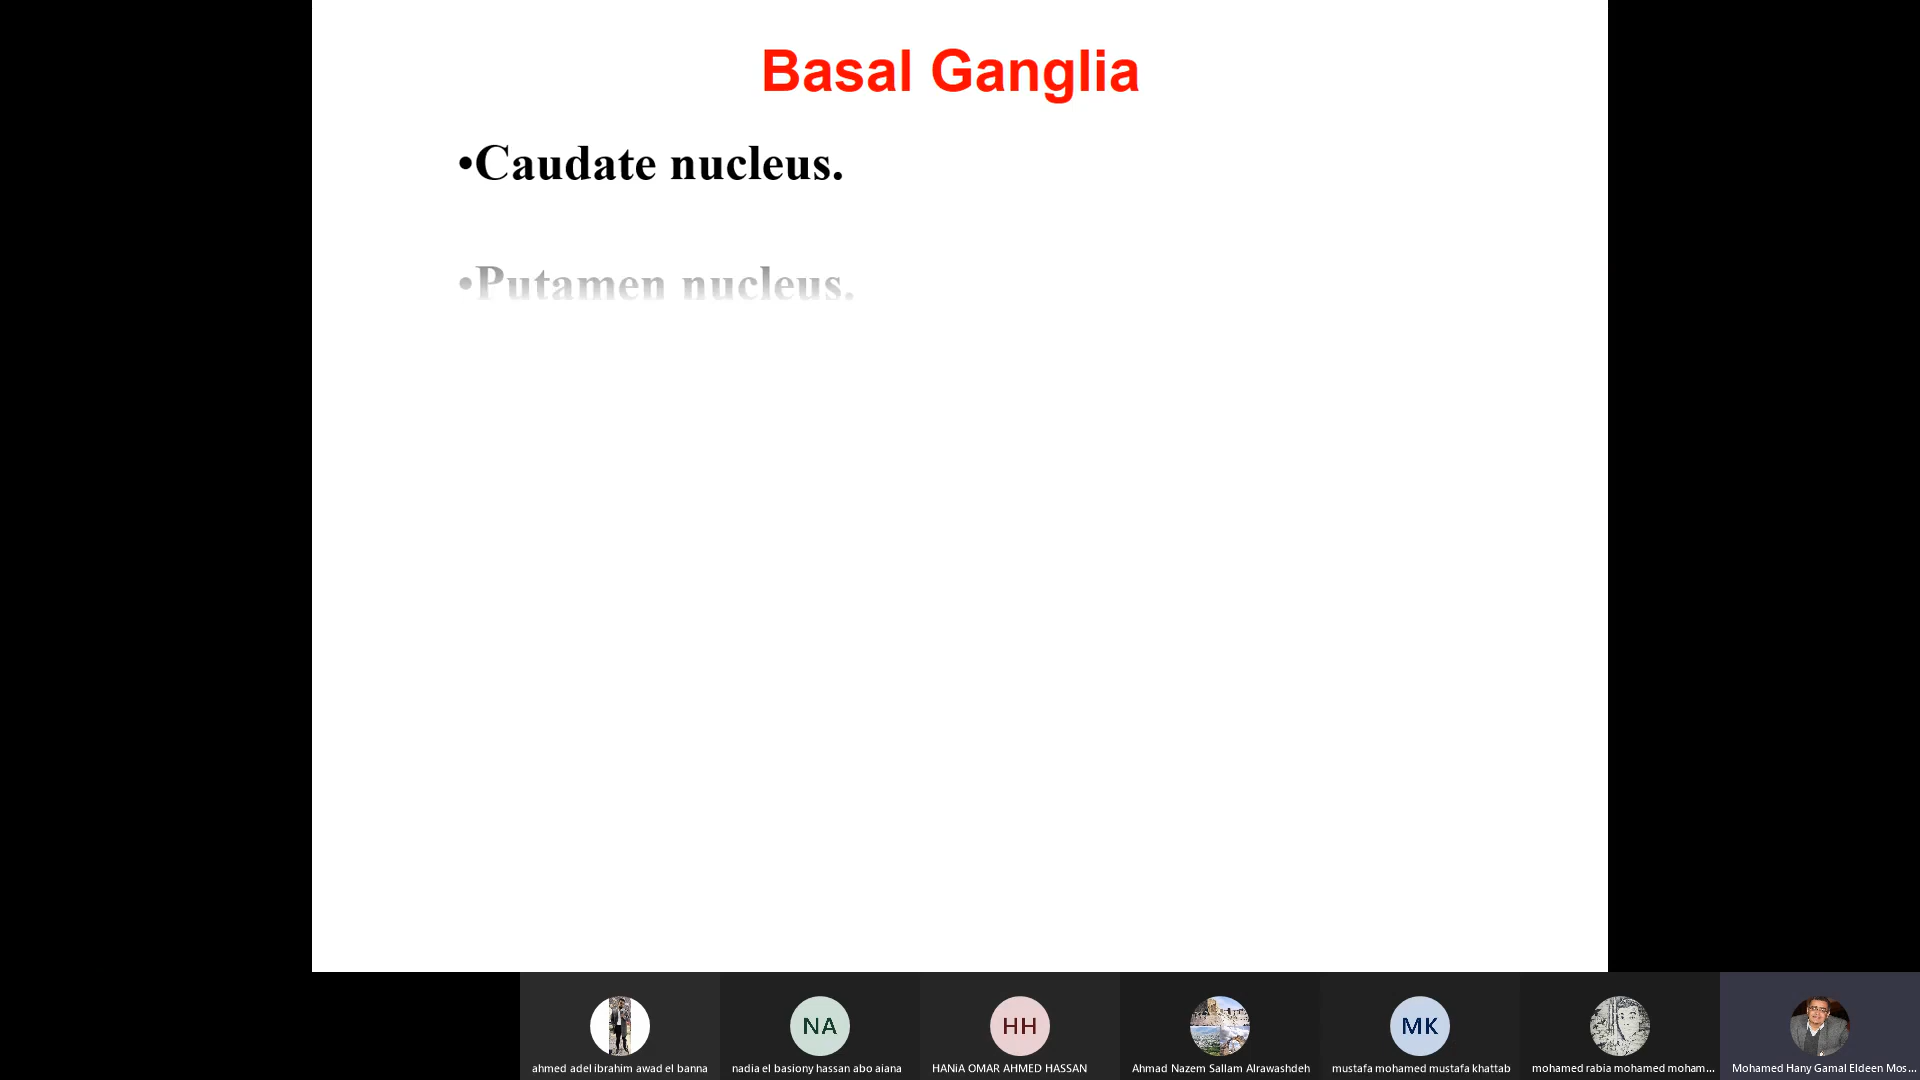 Basal Ganglia
•Caudate nucleus.
•Putamen nucleus.
NA
HH
MK
ahmed adel ibrahim awad el banna
nadia el basiony hassan abo aiana
HANiA OMAR AHMED HASSAN
Ahmad Nazem Sallam Alrawashdeh
mustafa mohamed mustafa khattab
mohamed rabia mohamed moham...
Mohamed Hany Gamal Eldeen Mos...